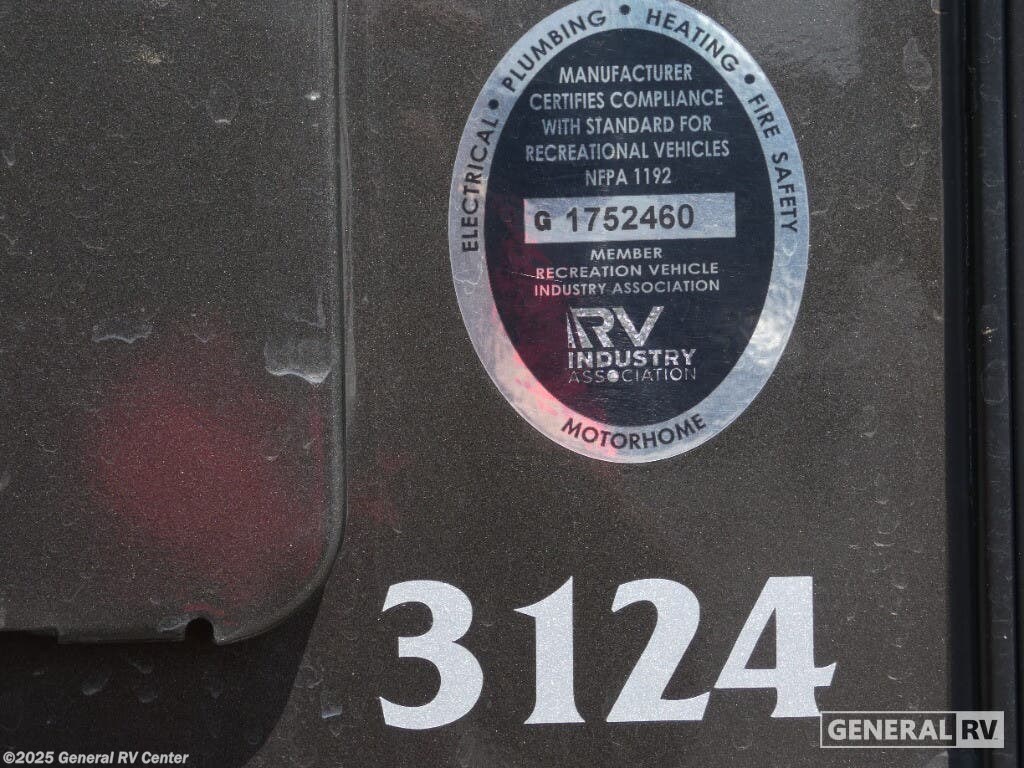 ELECTRICAL • PLUMBING • HEATING • FIRE SAFETY
MANUFACTURER
CERTIFIES COMPLIANCE
WITH STANDARD FOR
RECREATIONAL VEHICLES
NFPA 1192
G 1752460
MEMBER
RECREATION VEHICLE
INDUSTRY ASSOCIATION
RV
INDUSTRY
ASSOCIATION
MOTORHOME
3124
GENERAL RV
©2025 General RV Center